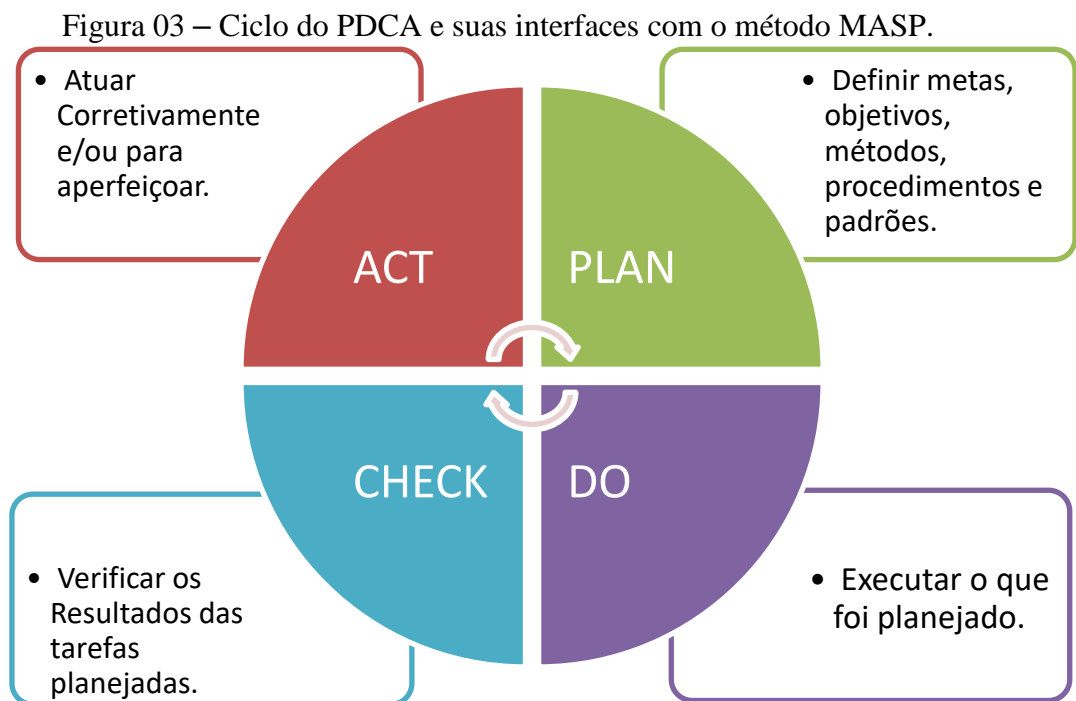 Figura 03 – Ciclo do PDCA e suas interfaces com o método MASP.
• Atuar
Corretivamente
e/ou para
aperfeiçoar.
• Definir metas,
objetivos,
métodos,
procedimentos e
padrões.
ACT
PLAN
CHECK
DO
• Verificar os
Resultados das
tarefas
planejadas.
• Executar o que
foi planejado.